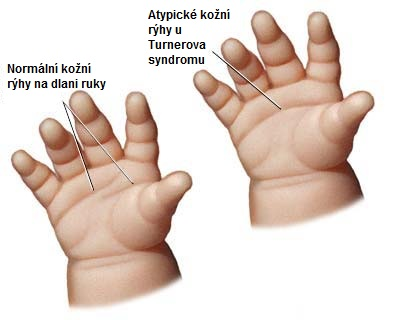 Normální kožní
rýhy na dlani ruky
Atypické kožní
rýhy u
Turnerova
syndromu